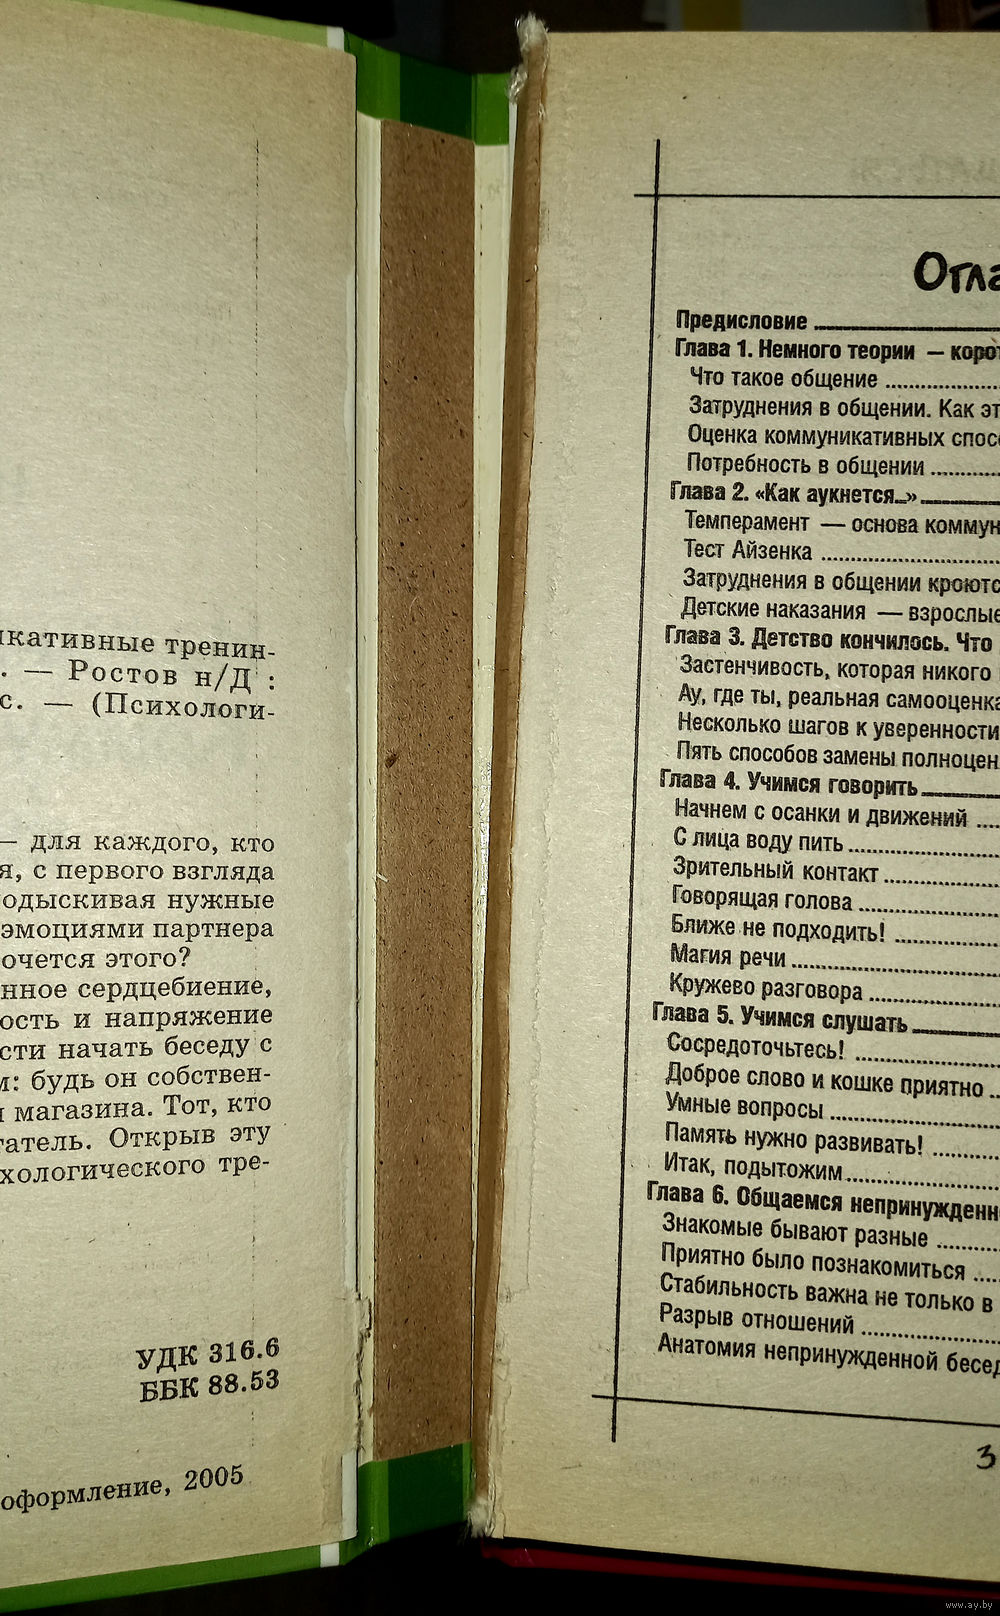 икативные тренин-
. — Ростов н/Д :
с. — (Психологи-
— для каждого, кто
я, с первого взгляда
одыскивая нужные
эмоциями партнера
очется этого?
нное сердцебиение,
ость и напряжение
сти начать беседу с
м: будь он собствен-
и магазина. Тот, кто
татель. Открыв эту
хологического тре-
УДК 316.6
ББК 88.53
оформление, 2005
Огла
Предисловие
Глава 1. Немного теории — корот
Что такое общение
Затруднения в общении. Как эт
Оценка коммуникативных спосо
Потребность в общении
Глава 2. «Как аукнется..»
Темперамент — основа коммун
Тест Айзенка
Затруднения в общении кроютс
Детские наказания — взрослые
Глава 3. Детство кончилось. Что
Застенчивость, которая никого
Ау, где ты, реальная самооценка
Несколько шагов к уверенности
Пять способов замены полноцен
Глава 4. Учимся говорить
Начнем с осанки и движений
С лица воду пить
Зрительный контакт
Говорящая голова
Ближе не подходить!
Магия речи
Кружево разговора
Глава 5. Учимся слушать
Сосредоточьтесь!
Доброе слово и кошке приятно
Умные вопросы
Память нужно развивать!
Итак, подытожим
Глава 6. Общаемся непринужденн
Знакомые бывают разные
Приятно было познакомиться
Стабильность важна не только в
Разрыв отношений
Анатомия непринужденной бесед
3
www.ay.by